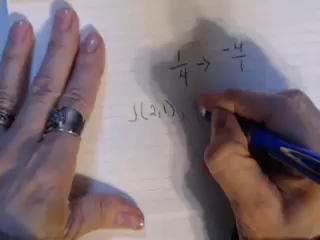 1/4 → -4/1
J(2,1),